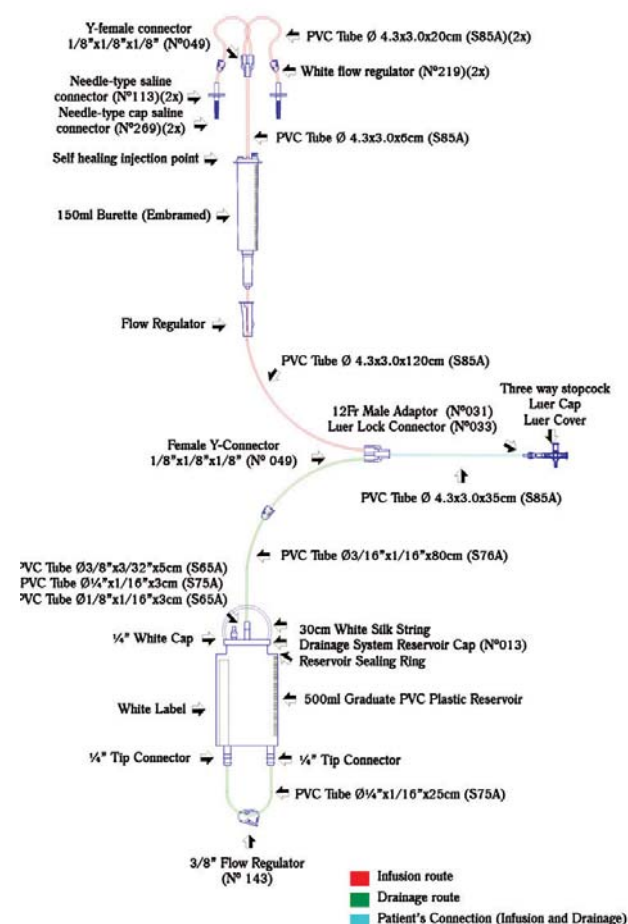 Y-female connector
1/8"x1/8"x1/8" (Nº049)
PVC Tube Ø 4.3x3.0x20cm (S85A)(2x)
White flow regulator (Nº219)(2x)
Needle-type saline
connector (Nº113)(2x)
Needle-type cap saline
connector (Nº269)(2x)
PVC Tube Ø 4.3x3.0x6cm (S85A)
Self healing injection point
150ml Burette (Embramed)
Flow Regulator
PVC Tube Ø 4.3x3.0x120cm (S85A)
Three way stopcock
Luer Cap
Luer Cover
12Fr Male Adaptor (Nº031)
Luer Lock Connector (Nº033)
Female Y-Connector
1/8"x1/8"x1/8" (Nº 049)
PVC Tube Ø 4.3x3.0x35cm (S85A)
PVC Tube Ø3/16"x1/16"x80cm (S76A)
PVC Tube Ø3/8"x3/32"x5cm (S65A)
PVC Tube Ø¼"x1/16"x3cm (S75A)
PVC Tube Ø1/8"x1/16"x3cm (S65A)
30cm White Silk String
¼" White Cap
Drainage System Reservoir Cap (Nº013)
Reservoir Sealing Ring
White Label
500ml Graduate PVC Plastic Reservoir
¼" Tip Connector
¼" Tip Connector
PVC Tube Ø¼"x1/16"x25cm (S75A)
3/8" Flow Regulator
(Nº 143)
Infusion route
Drainage route
Patient's Connection (Infusion and Drainage)